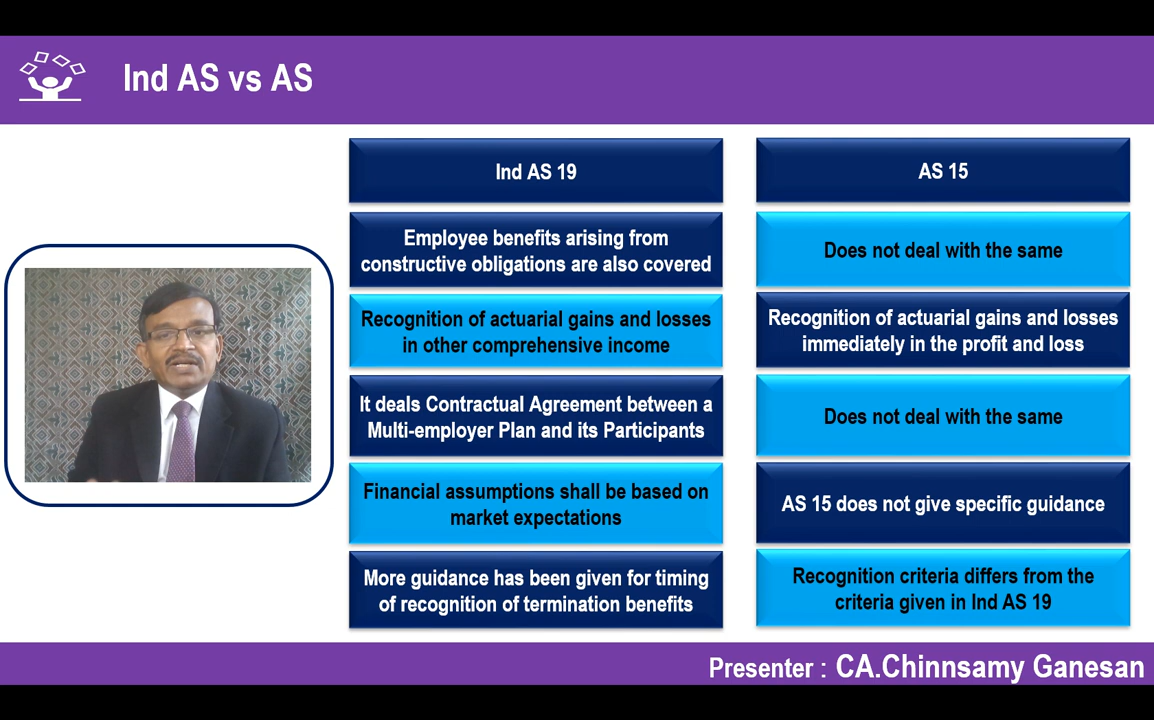 Ind AS vs AS
Ind AS 19
AS 15
Employee benefits arising from
constructive obligations are also covered
Does not deal with the same
Recognition of actuarial gains and losses
in other comprehensive income
Recognition of actuarial gains and losses
immediately in the profit and loss
It deals Contractual Agreement between a
Multi-employer Plan and its Participants
Does not deal with the same
Financial assumptions shall be based on
market expectations
AS 15 does not give specific guidance
More guidance has been given for timing
of recognition of termination benefits
Recognition criteria differs from the
criteria given in Ind AS 19
Presenter : CA.Chinnsamy Ganesan